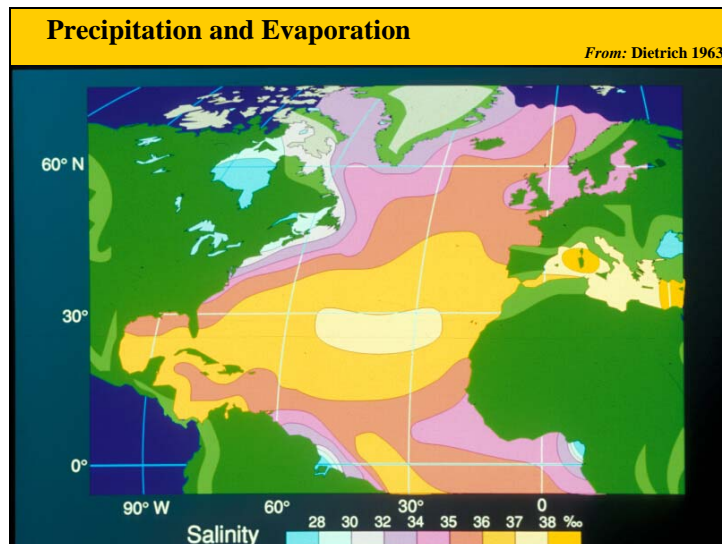 Precipitation and Evaporation
From: Dietrich 1963
60° N
30°
0°
90° W 60° 30° 0
Salinity 28 30 32 34 35 36 37 38 ‰